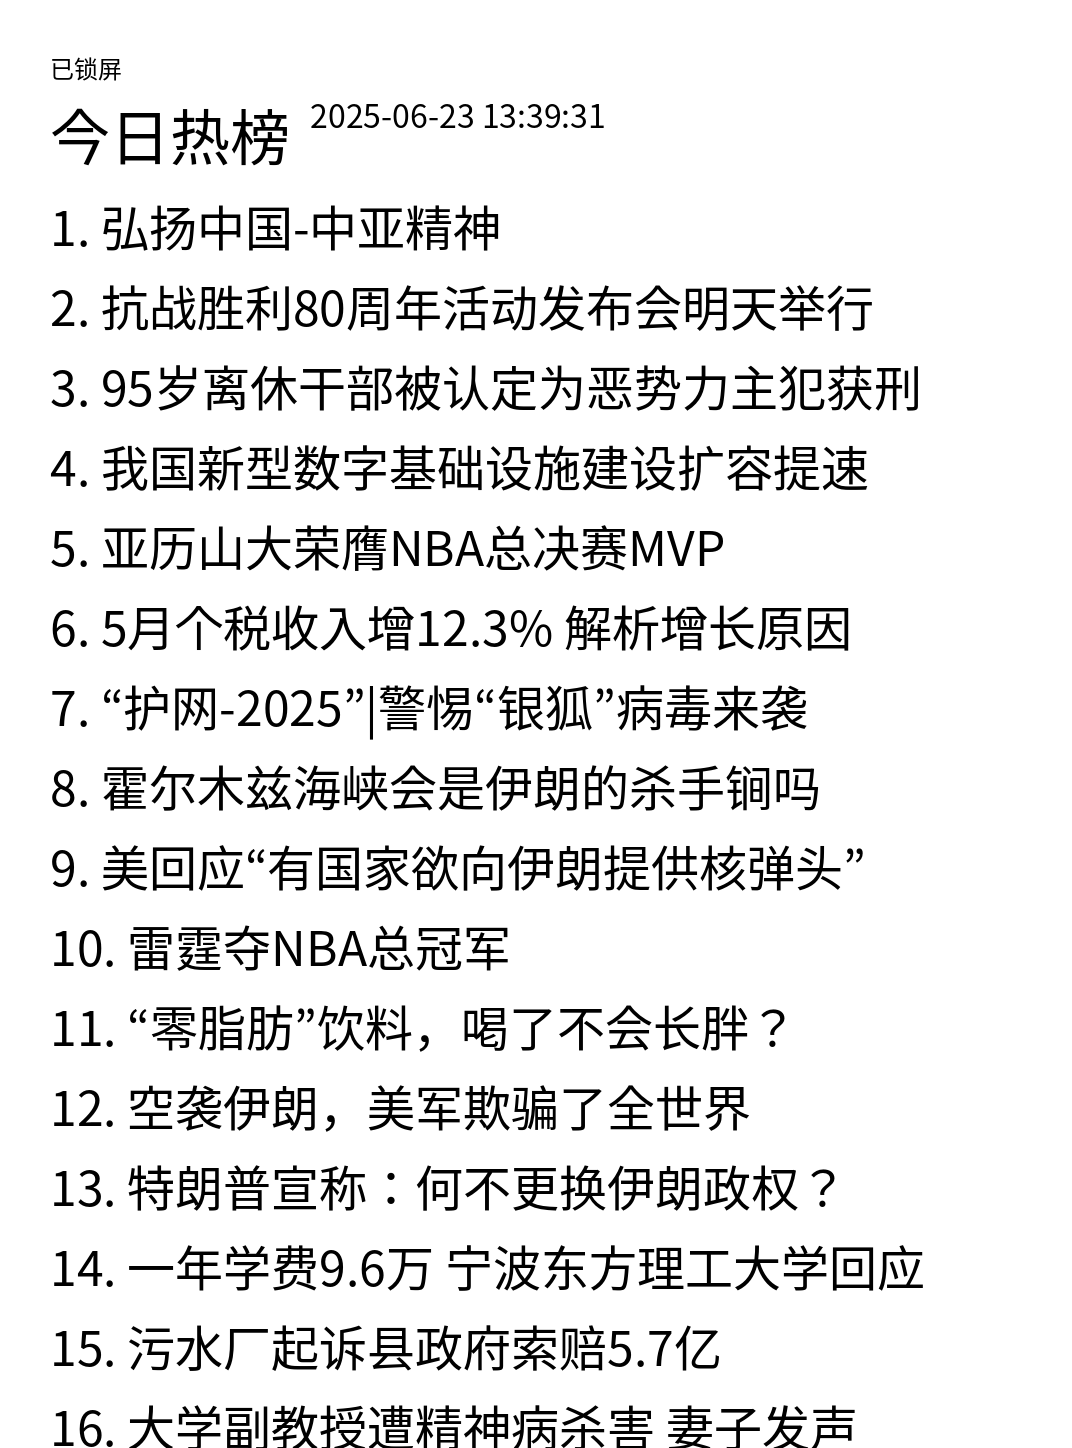 已锁屏
今日热榜 2025-06-23 13:39:31
1. 弘扬中国-中亚精神
2. 抗战胜利80周年活动发布会明天举行
3. 95岁离休干部被认定为恶势力主犯获刑
4. 我国新型数字基础设施建设扩容提速
5. 亚历山大荣膺NBA总决赛MVP
6. 5月个税收入增12.3% 解析增长原因
7. “护网-2025”|警惕“银狐”病毒来袭
8. 霍尔木兹海峡会是伊朗的杀手锏吗
9. 美回应“有国家欲向伊朗提供核弹头”
10. 雷霆夺NBA总冠军
11. “零脂肪”饮料，喝了不会长胖？
12. 空袭伊朗，美军欺骗了全世界
13. 特朗普宣称：何不更换伊朗政权？
14. 一年学费9.6万 宁波东方理工大学回应
15. 污水厂起诉县政府索赔5.7亿
16. 大学副教授遭精神病杀害 妻子发声